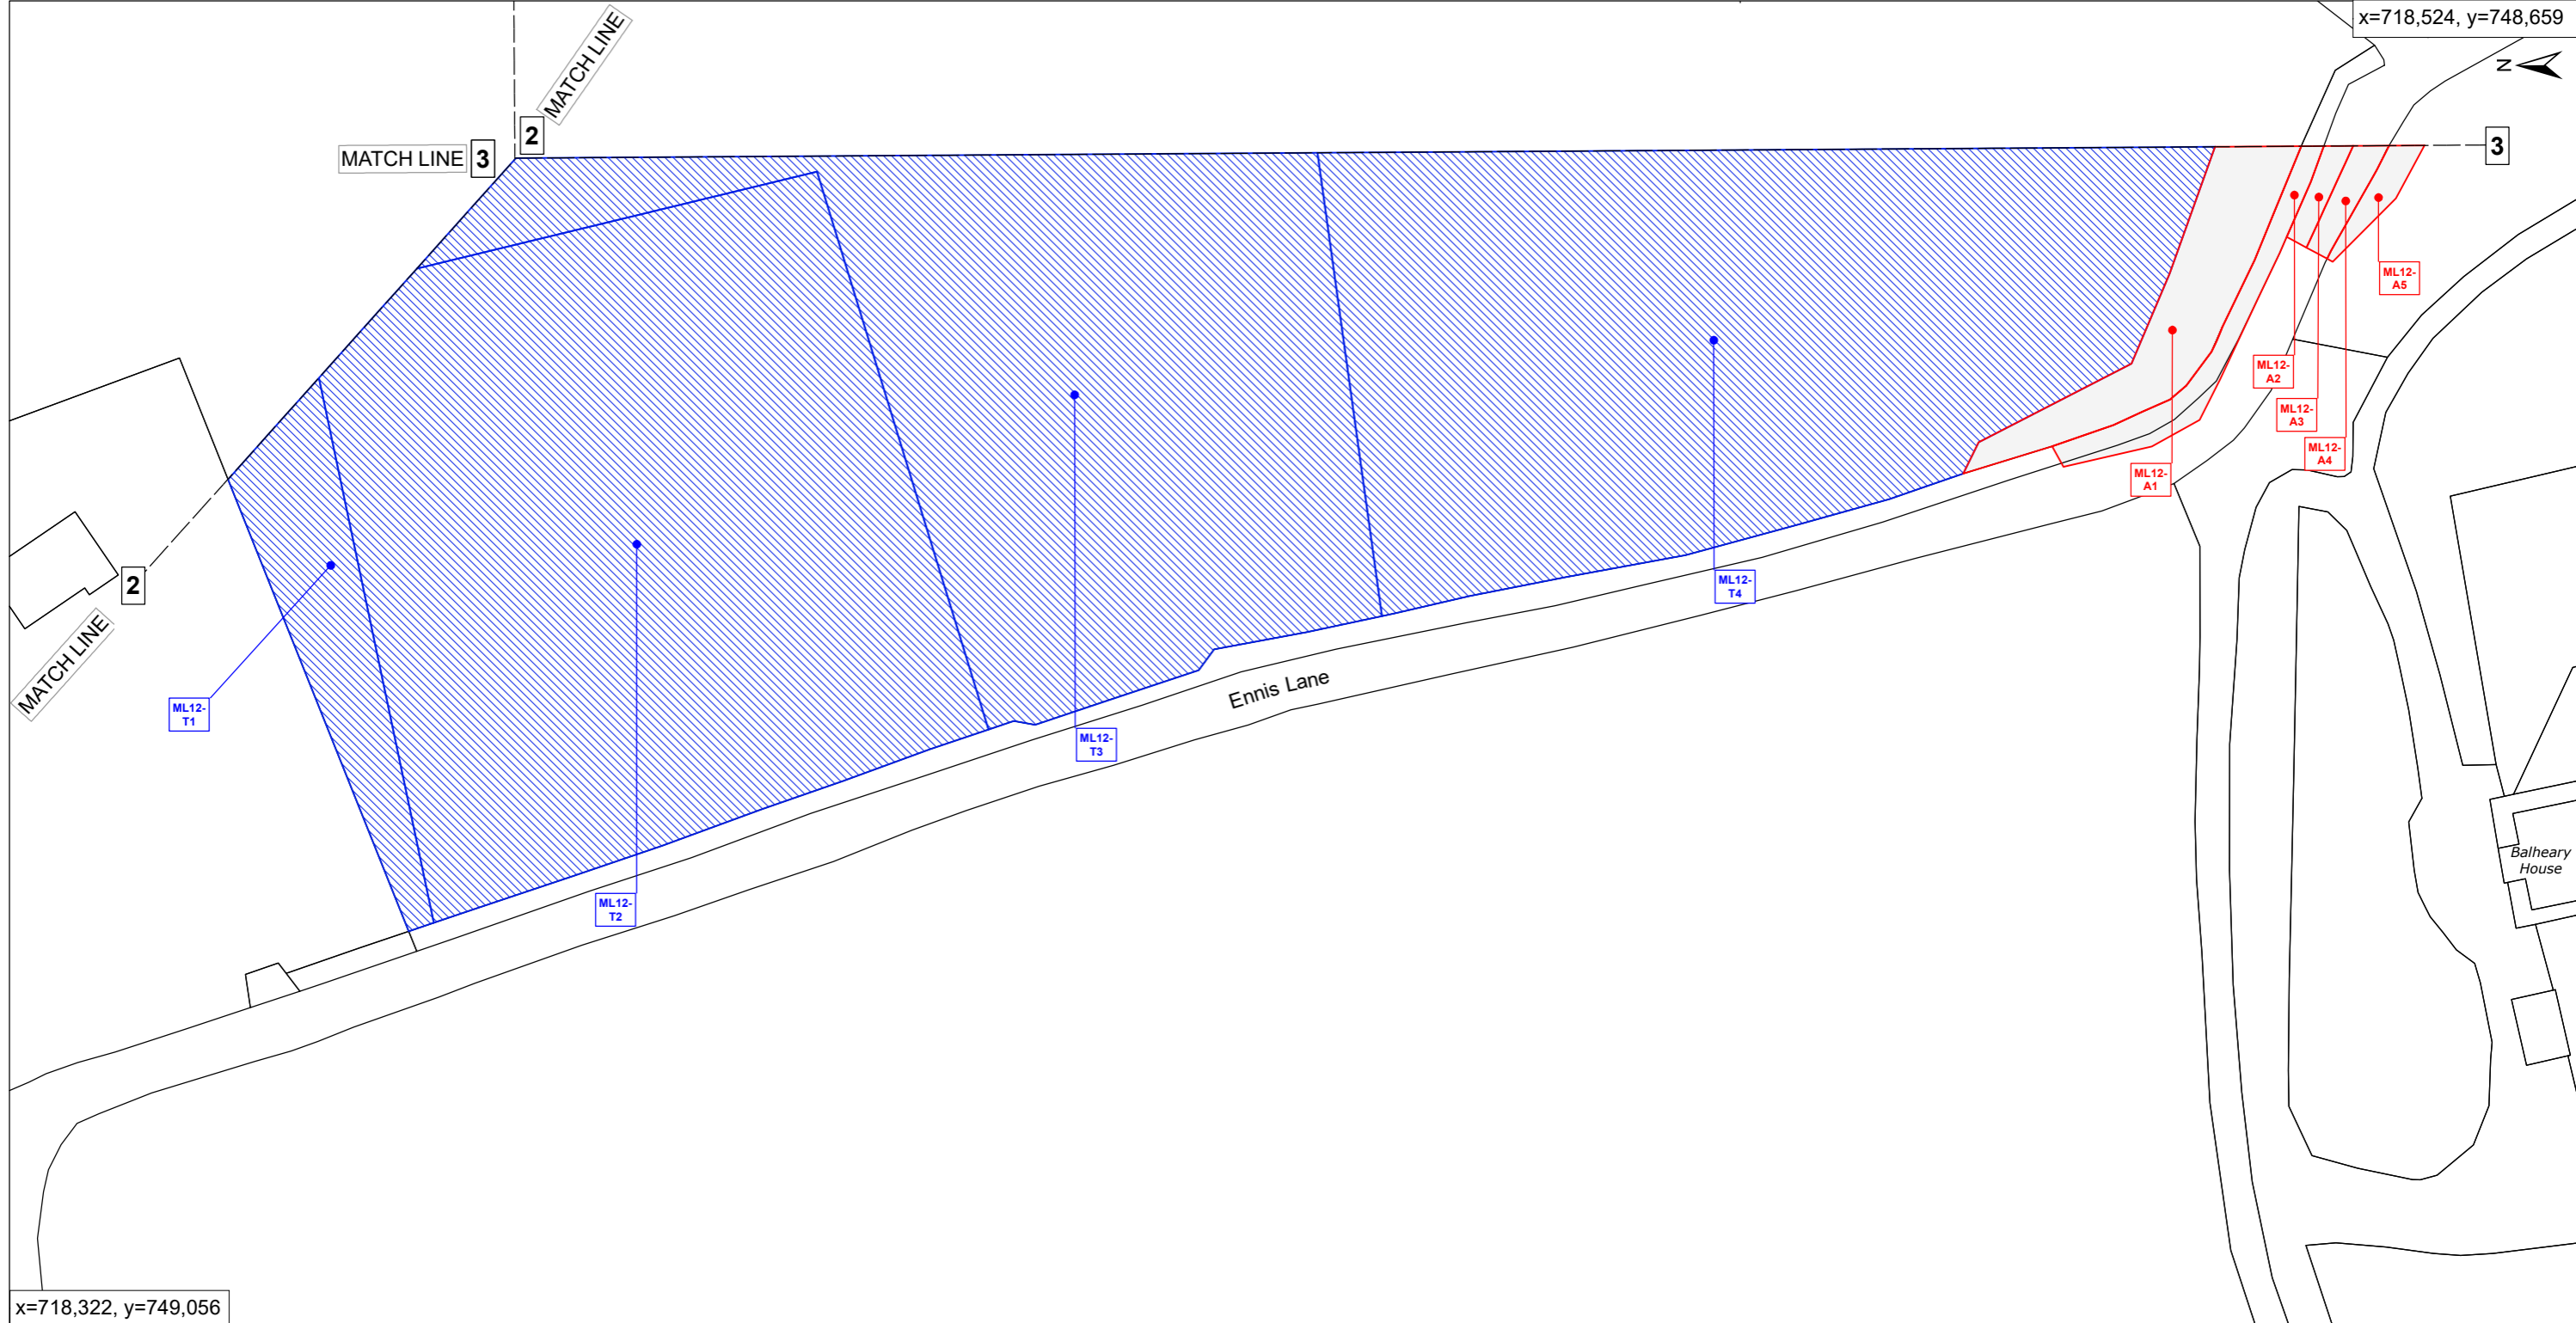 x=718,524, y=748,659
MATCH LINE
N
2
MATCH LINE
3
3
ML12-
A5
ML12-
A2
ML12-
A3
ML12-
A4
ML12-
A1
2
ML12-
T4
MATCH LINE
Ennis Lane
ML12-
T1
ML12-
T3
Balheary
House
ML12-
T2
x=718,322, y=749,056